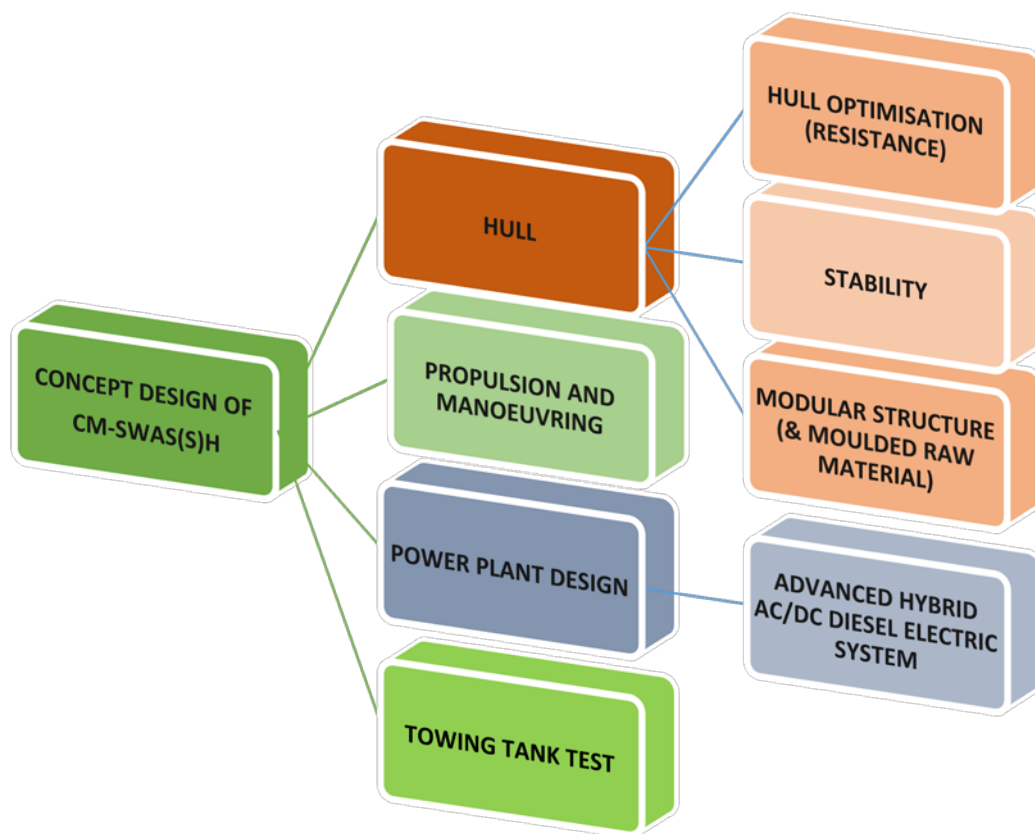 CONCEPT DESIGN OF
CM-SWAS(S)H
HULL
PROPULSION AND
MANOEUVRING
POWER PLANT DESIGN
TOWING TANK TEST
HULL OPTIMISATION
(RESISTANCE)
STABILITY
MODULAR STRUCTURE
(& MOULDED RAW
MATERIAL)
ADVANCED HYBRID
AC/DC DIESEL ELECTRIC
SYSTEM